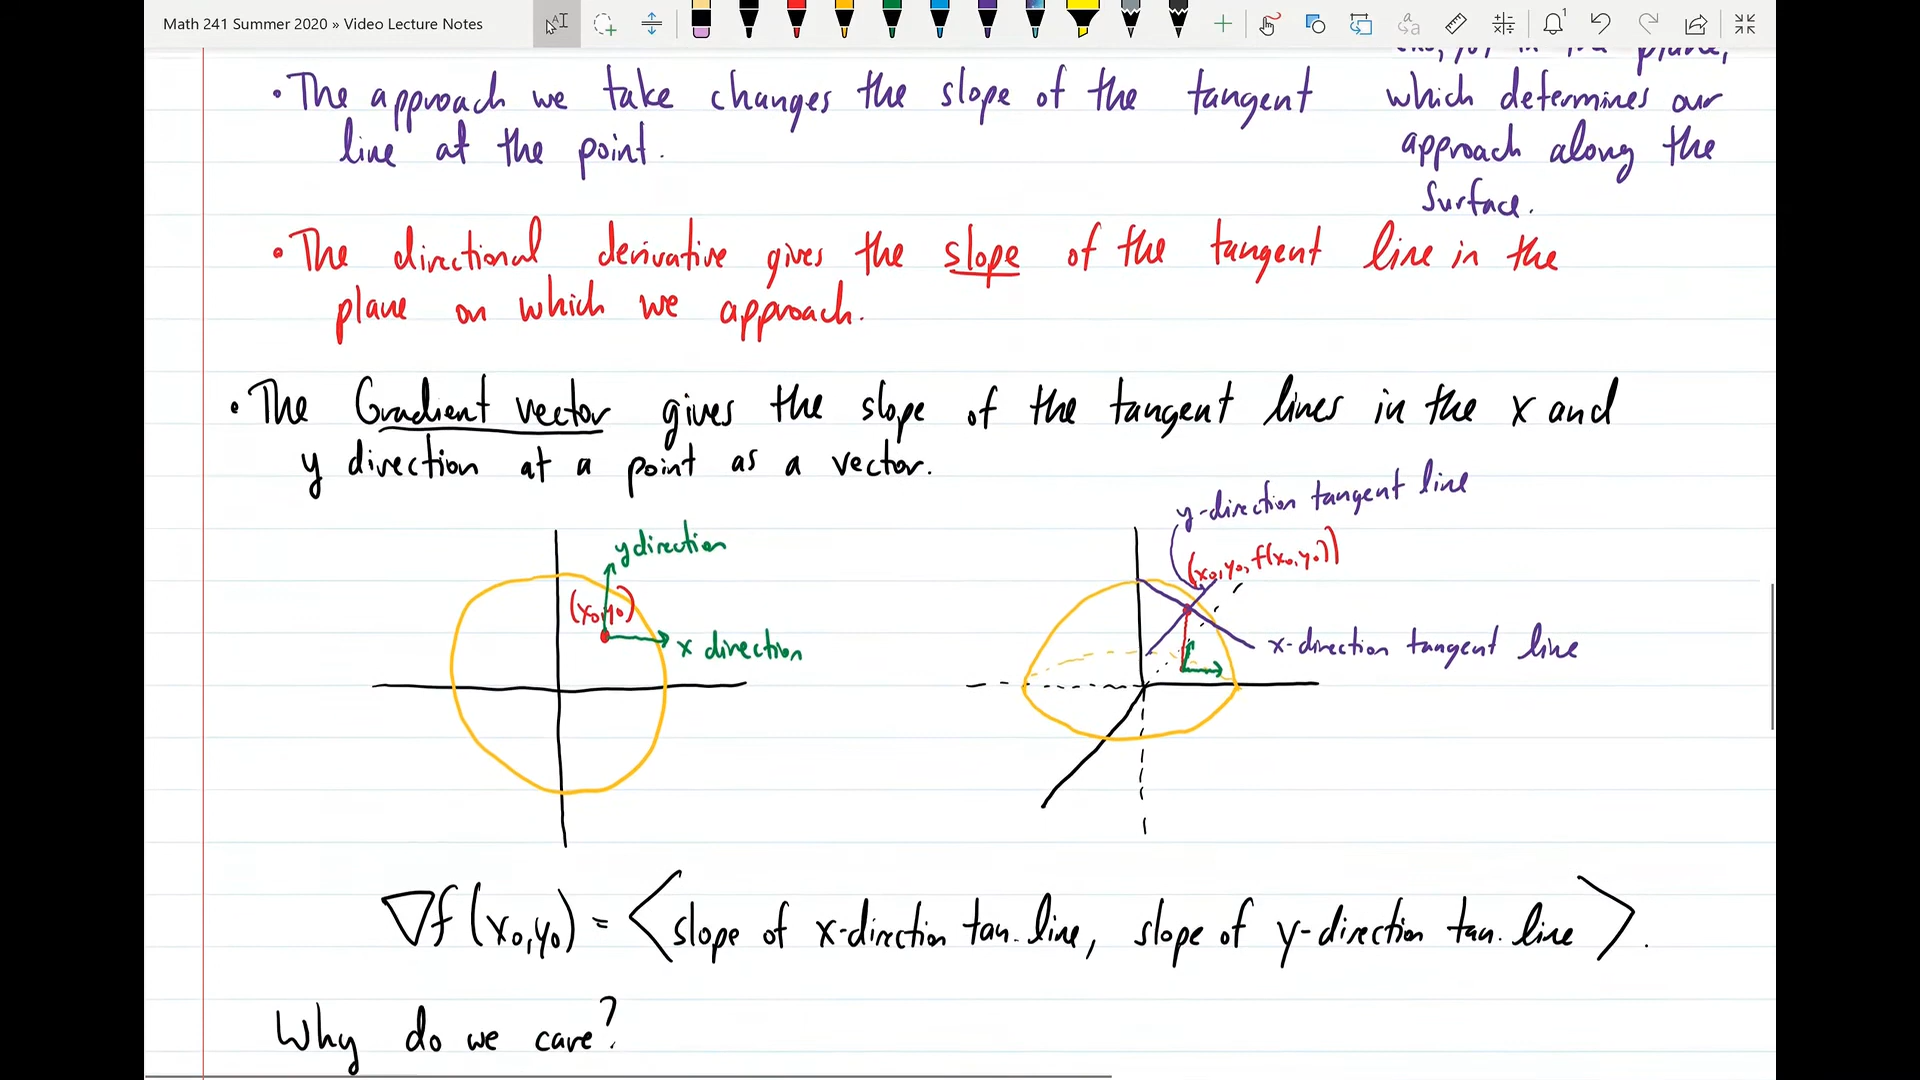 Math 241 Summer 2020 » Video Lecture Notes
• The approach we take changes the slope of the tangent
line at the point.
plane,
which determines our
approach along the
surface.
• The directional derivative gives the slope of the tangent line in the
plane on which we approach.
• The Gradient vector gives the slope of the tangent lines in the x and
y direction at a point as a vector.
y direction
(x₀,y₀)
x direction
y-direction tangent line
(x₀,y₀,f(x₀,y₀))
x-direction tangent line
∇f(x₀,y₀) = <slope of x-direction tan. line, slope of y-direction tan. line>.
Why do we care?